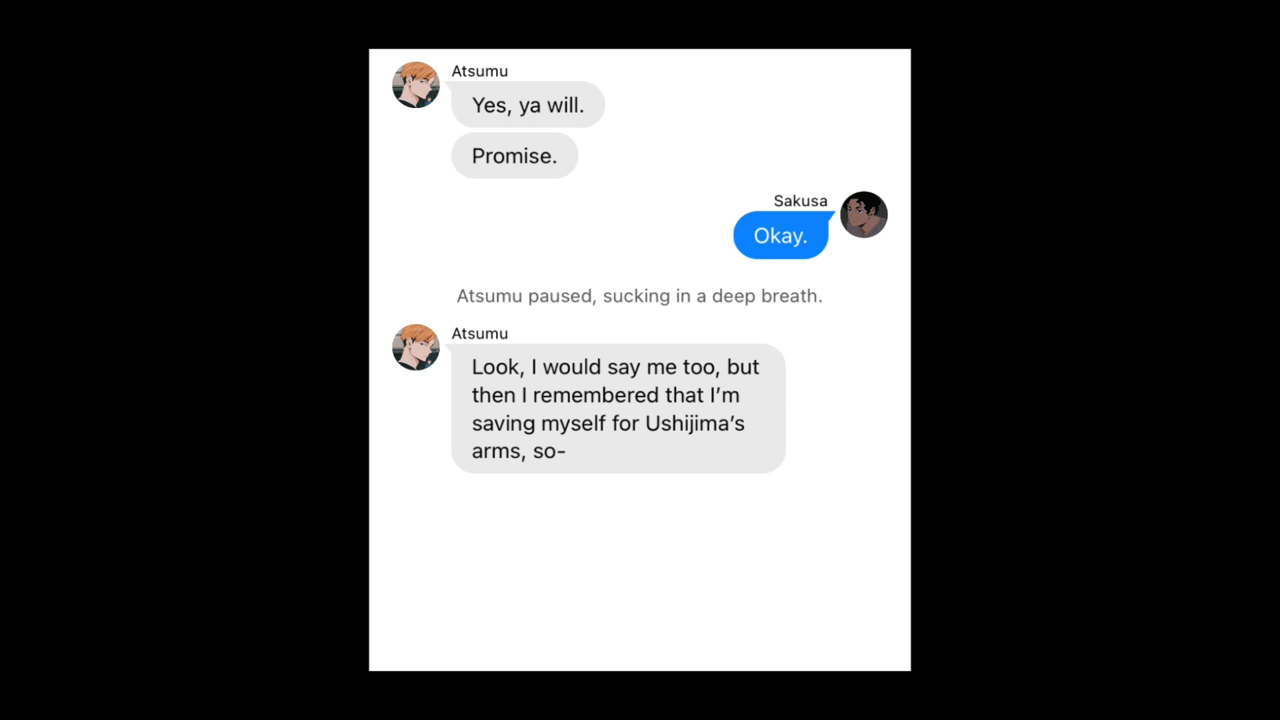 Atsumu
Yes, ya will.
Promise.
Sakusa
Okay.
Atsumu paused, sucking in a deep breath.
Atsumu
Look, I would say me too, but
then I remembered that I’m
saving myself for Ushijima’s
arms, so-